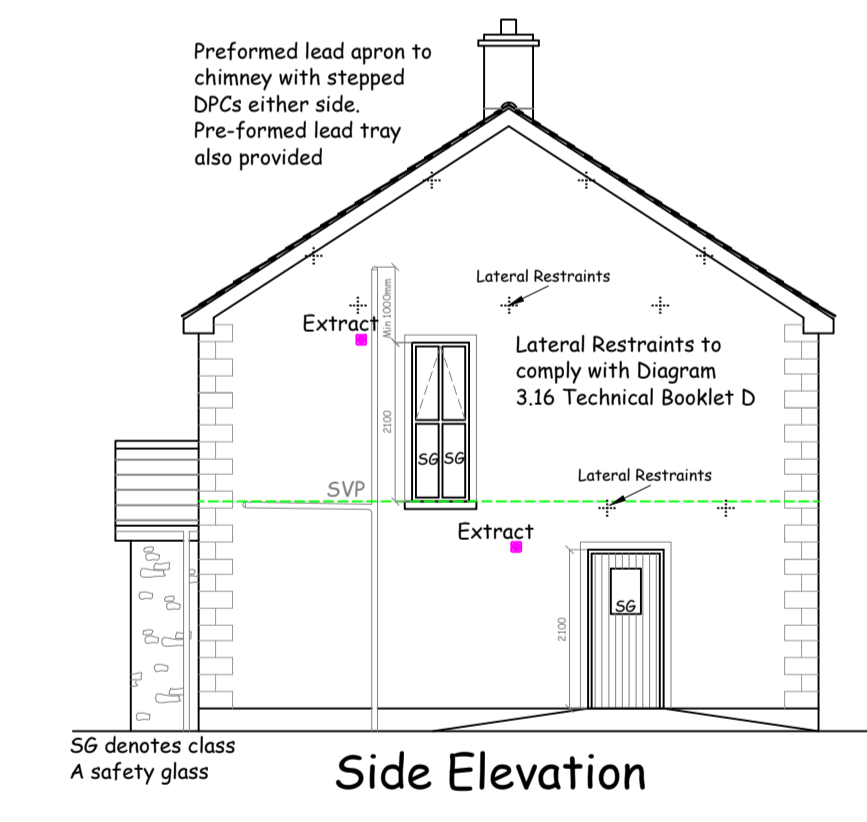 Preformed lead apron to
chimney with stepped
DPCs either side.
Pre-formed lead tray
also provided
Lateral Restraints
Min 1000mm
Extract
Lateral Restraints to
comply with Diagram
3.16 Technical Booklet D
2100
SG SG
Lateral Restraints
SVP
Extract
SG
2100
SG denotes class
A safety glass
Side Elevation